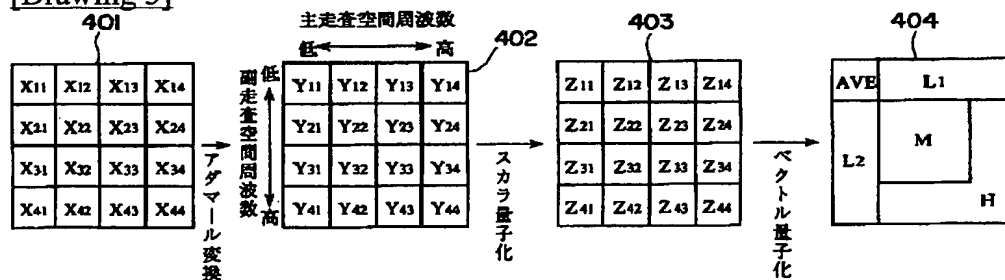 401
X11 X12 X13 X14
X21 X22 X23 X24
X31 X32 X33 X34
X41 X42 X43 X44
アダマール変換
主走査空間周波数
低 高
402
副走査空間周波数
低
高
Y11 Y12 Y13 Y14
Y21 Y22 Y23 Y24
Y31 Y32 Y33 Y34
Y41 Y42 Y43 Y44
スカラ量子化
403
Z11 Z12 Z13 Z14
Z21 Z22 Z23 Z24
Z31 Z32 Z33 Z34
Z41 Z42 Z43 Z44
ベクトル量子化
404
AVE L1
L2 M
H